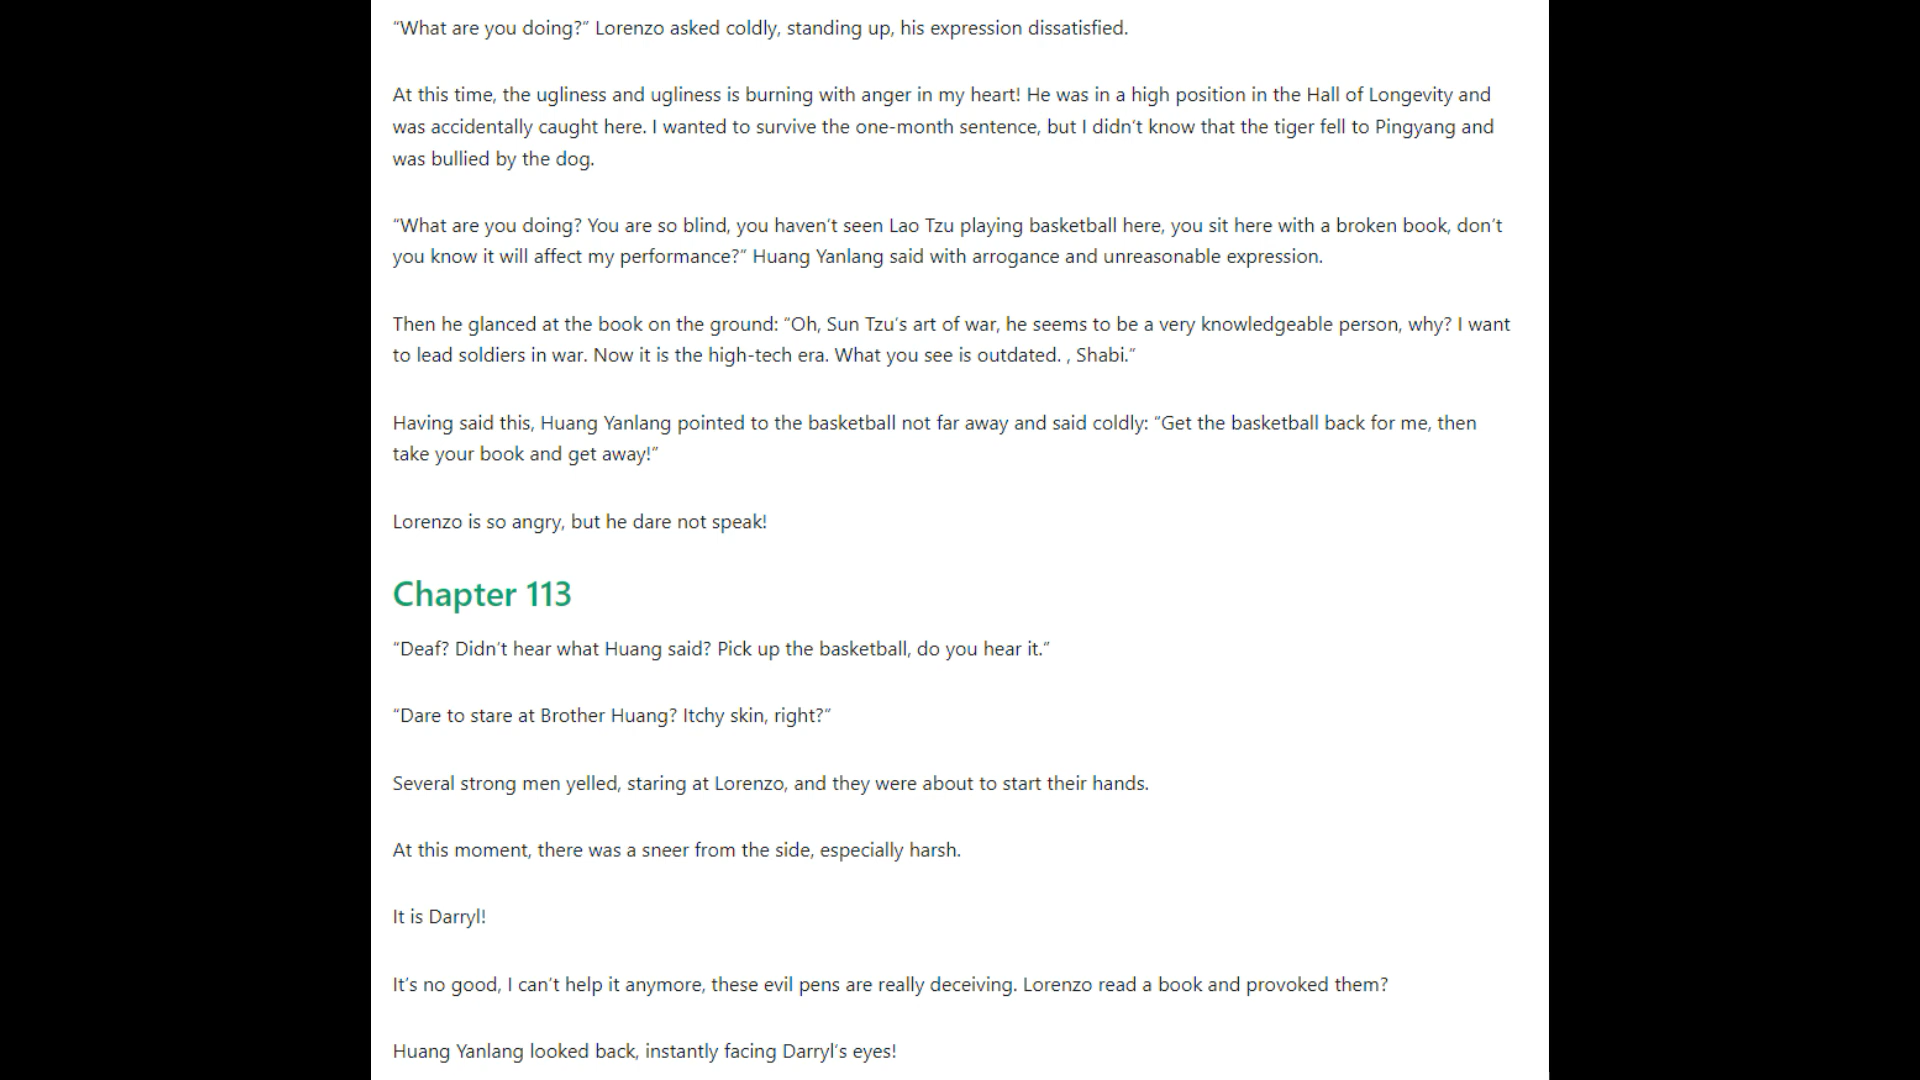 “What are you doing?” Lorenzo asked coldly, standing up, his expression dissatisfied.
At this time, the ugliness and ugliness is burning with anger in my heart! He was in a high position in the Hall of Longevity and
was accidentally caught here. I wanted to survive the one-month sentence, but I didn’t know that the tiger fell to Pingyang and
was bullied by the dog.
“What are you doing? You are so blind, you haven’t seen Lao Tzu playing basketball here, you sit here with a broken book, don’t
you know it will affect my performance?” Huang Yanlang said with arrogance and unreasonable expression.
Then he glanced at the book on the ground: “Oh, Sun Tzu’s art of war, he seems to be a very knowledgeable person, why? I want
to lead soldiers in war. Now it is the high-tech era. What you see is outdated. , Shabi.”
Having said this, Huang Yanlang pointed to the basketball not far away and said coldly: “Get the basketball back for me, then
take your book and get away!”
Lorenzo is so angry, but he dare not speak!
Chapter 113
“Deaf? Didn’t hear what Huang said? Pick up the basketball, do you hear it.”
“Dare to stare at Brother Huang? Itchy skin, right?”
Several strong men yelled, staring at Lorenzo, and they were about to start their hands.
At this moment, there was a sneer from the side, especially harsh.
It is Darryl!
It’s no good, I can’t help it anymore, these evil pens are really deceiving. Lorenzo read a book and provoked them?
Huang Yanlang looked back, instantly facing Darryl’s eyes!